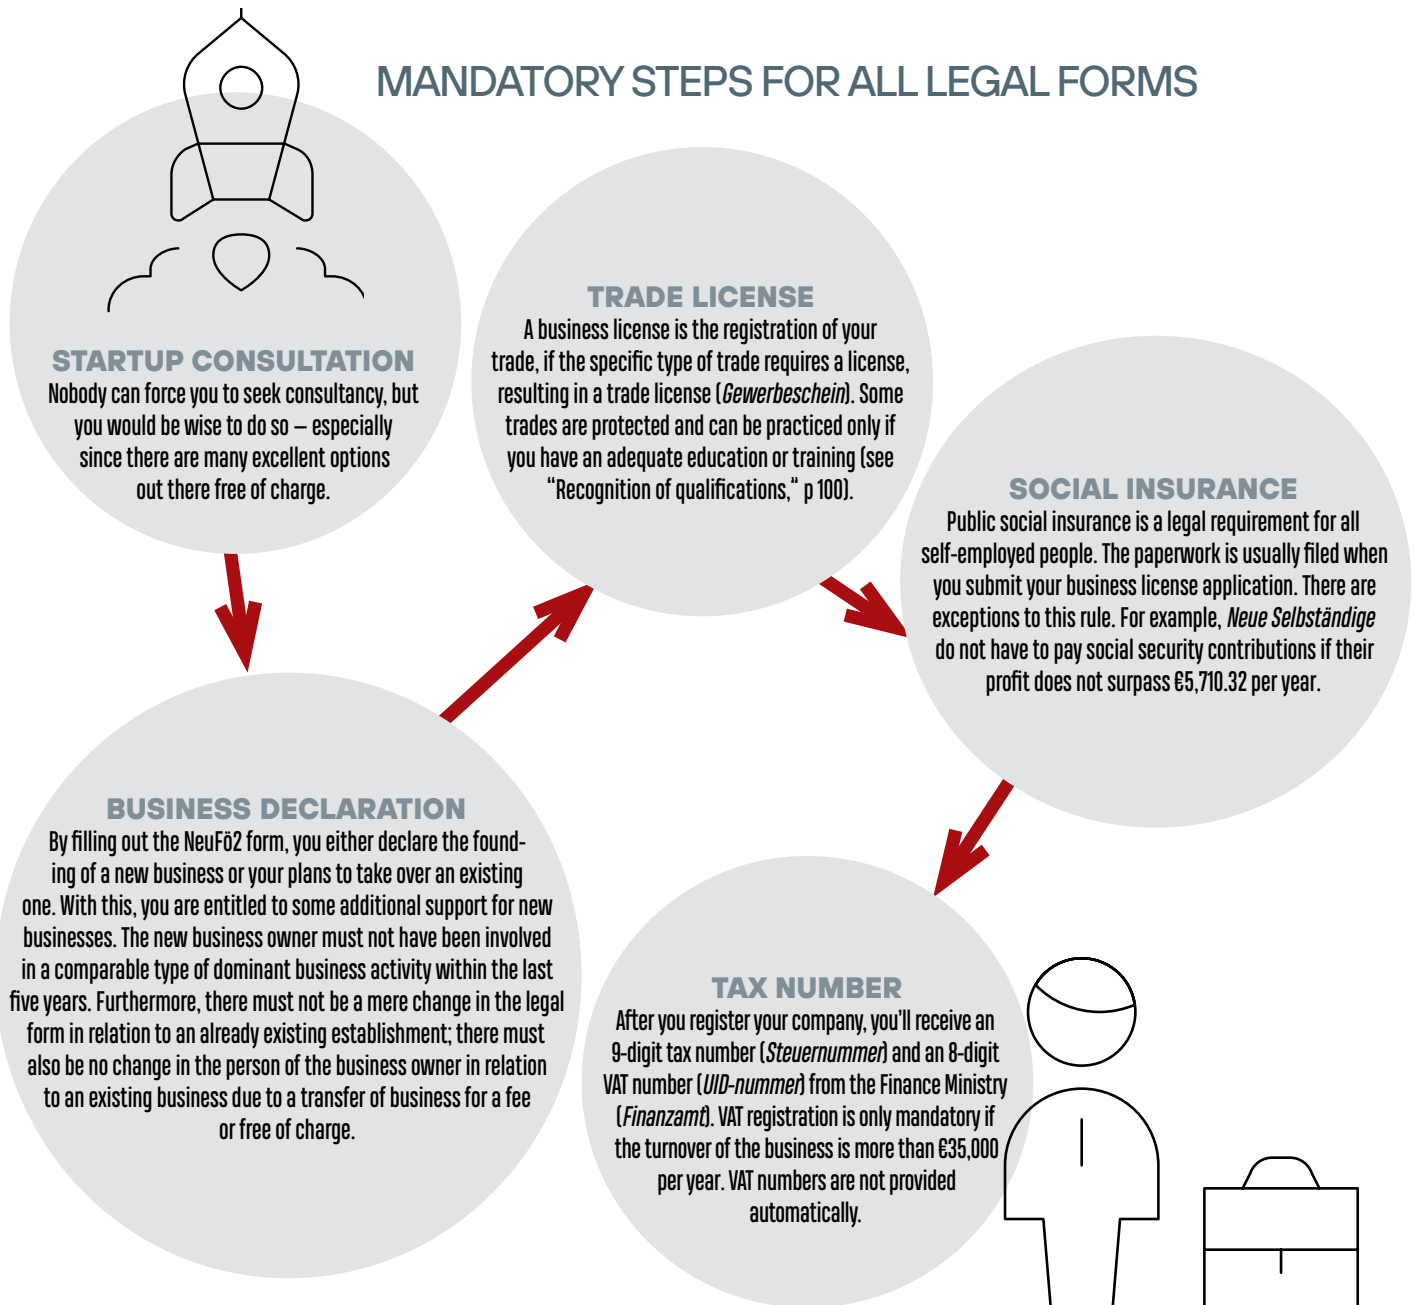 MANDATORY STEPS FOR ALL LEGAL FORMS
STARTUP CONSULTATION
Nobody can force you to seek consultancy, but
you would be wise to do so – especially
since there are many excellent options
out there free of charge.
BUSINESS DECLARATION
By filling out the NeuFö2 form, you either declare the found-
ing of a new business or your plans to take over an existing
one. With this, you are entitled to some additional support for new
businesses. The new business owner must not have been involved
in a comparable type of dominant business activity within the last
five years. Furthermore, there must not be a mere change in the legal
form in relation to an already existing establishment; there must
also be no change in the person of the business owner in relation
to an existing business due to a transfer of business for a fee
or free of charge.
TRADE LICENSE
A business license is the registration of your
trade, if the specific type of trade requires a license,
resulting in a trade license (Gewerbeschein). Some
trades are protected and can be practiced only if
you have an adequate education or training (see
“Recognition of qualifications,“ p 100).
SOCIAL INSURANCE
Public social insurance is a legal requirement for all
self-employed people. The paperwork is usually filed when
you submit your business license application. There are
exceptions to this rule. For example, Neue Selbständige
do not have to pay social security contributions if their
profit does not surpass €5,710.32 per year.
TAX NUMBER
After you register your company, you’ll receive an
9-digit tax number (Steuernummer) and an 8-digit
VAT number (UID-nummer) from the Finance Ministry
(Finanzamt). VAT registration is only mandatory if
the turnover of the business is more than €35,000
per year. VAT numbers are not provided
automatically.